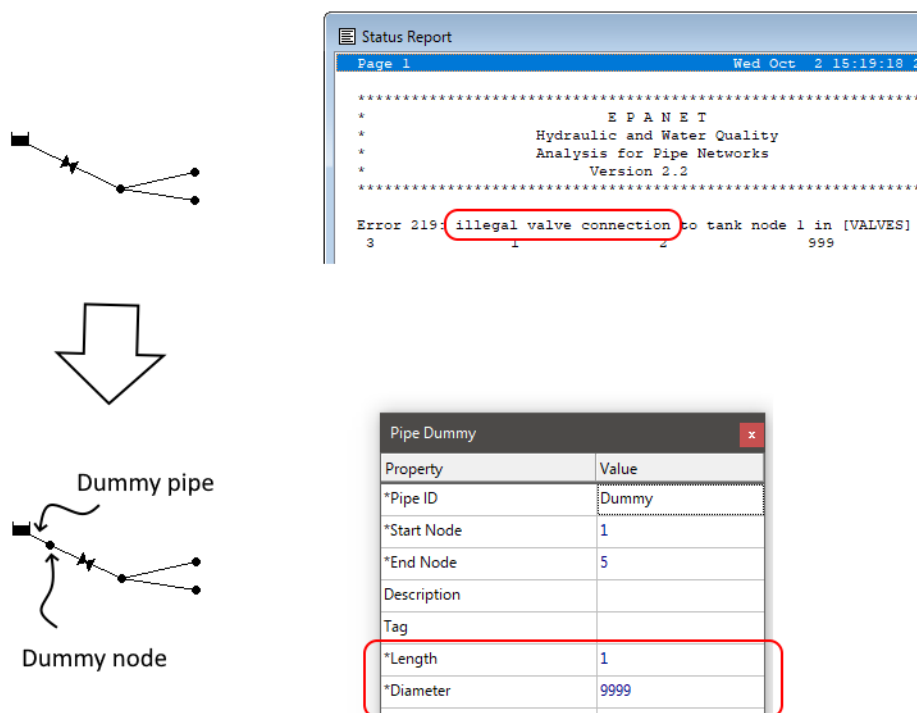 Status Report
Page 1 Wed Oct 2 15:19:18 2
*****************************************************************
* E P A N E T
* Hydraulic and Water Quality
* Analysis for Pipe Networks
* Version 2.2
*****************************************************************
Error 219: illegal valve connection to tank node 1 in [VALVES]
3 1 2 999
Pipe Dummy
Property Value
*Pipe ID Dummy
*Start Node 1
*End Node 5
Description
Tag
*Length 1
*Diameter 9999
Dummy pipe
Dummy node